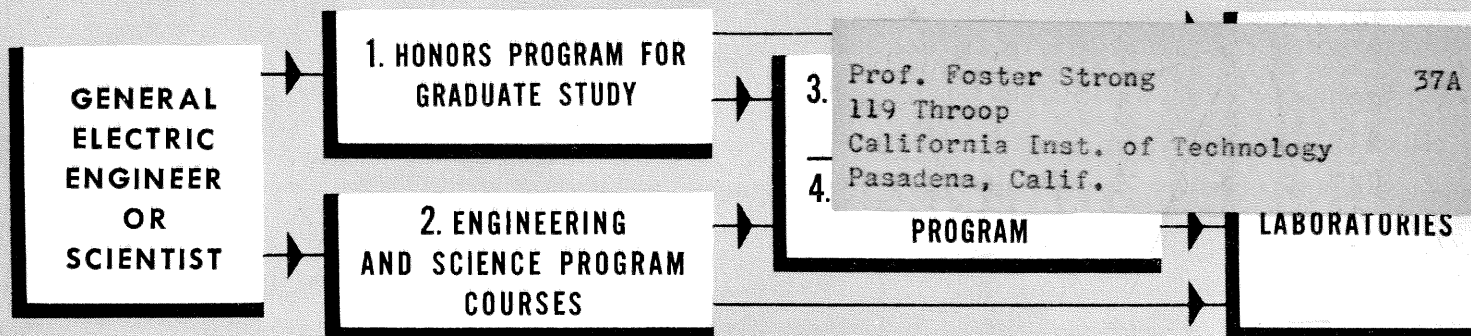 GENERAL
ELECTRIC
ENGINEER
OR
SCIENTIST
1. HONORS PROGRAM FOR
GRADUATE STUDY
2. ENGINEERING
AND SCIENCE PROGRAM
COURSES
3.
4.
PROGRAM
Prof. Foster Strong 37A
119 Throop
California Inst. of Technology
Pasadena, Calif.
LABORATORIES